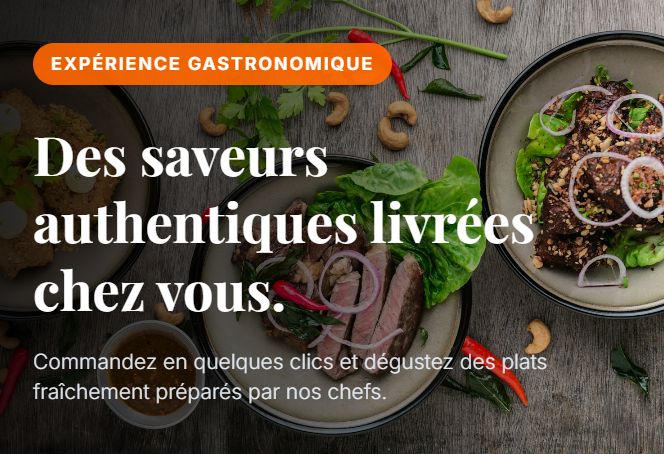 EXPÉRIENCE GASTRONOMIQUE
Des saveurs
authentiques livrées
chez vous.
Commandez en quelques clics et dégustez des plats
fraîchement préparés par nos chefs.